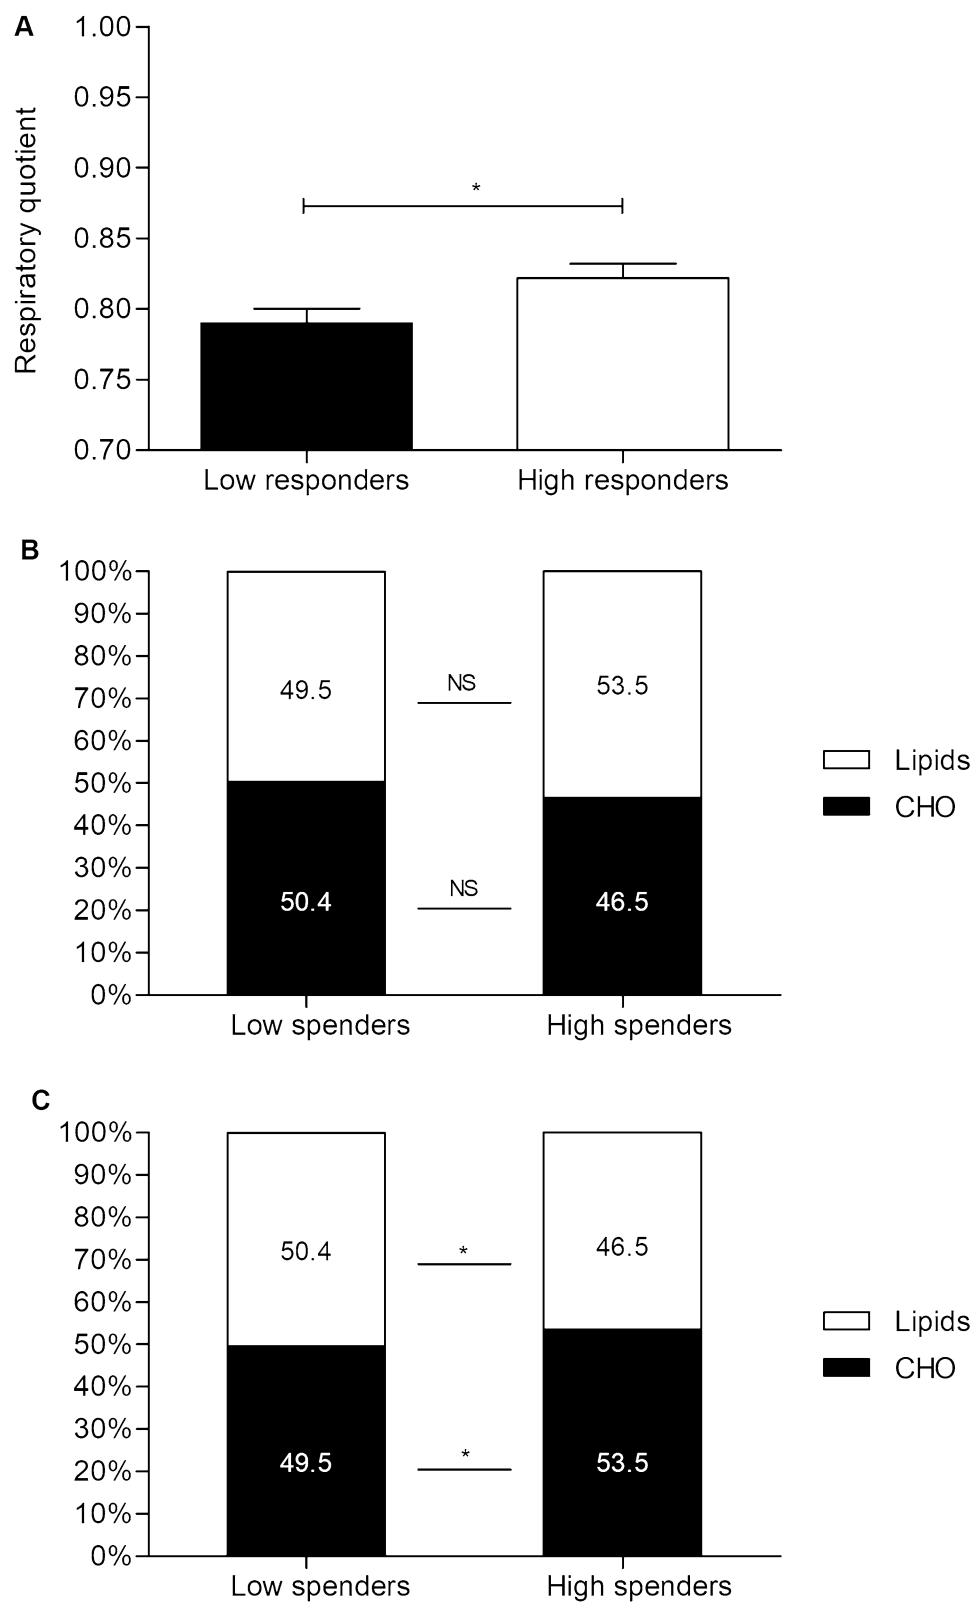 A
Respiratory quotient
1.00
0.95
0.90
0.85
0.80
0.75
0.70
*
Low responders
High responders
B
100%
90%
80%
70%
60%
50%
40%
30%
20%
10%
0%
49.5
NS
53.5
50.4
NS
46.5
Lipids
CHO
Low spenders
High spenders
C
100%
90%
80%
70%
60%
50%
40%
30%
20%
10%
0%
50.4
*
46.5
49.5
*
53.5
Lipids
CHO
Low spenders
High spenders